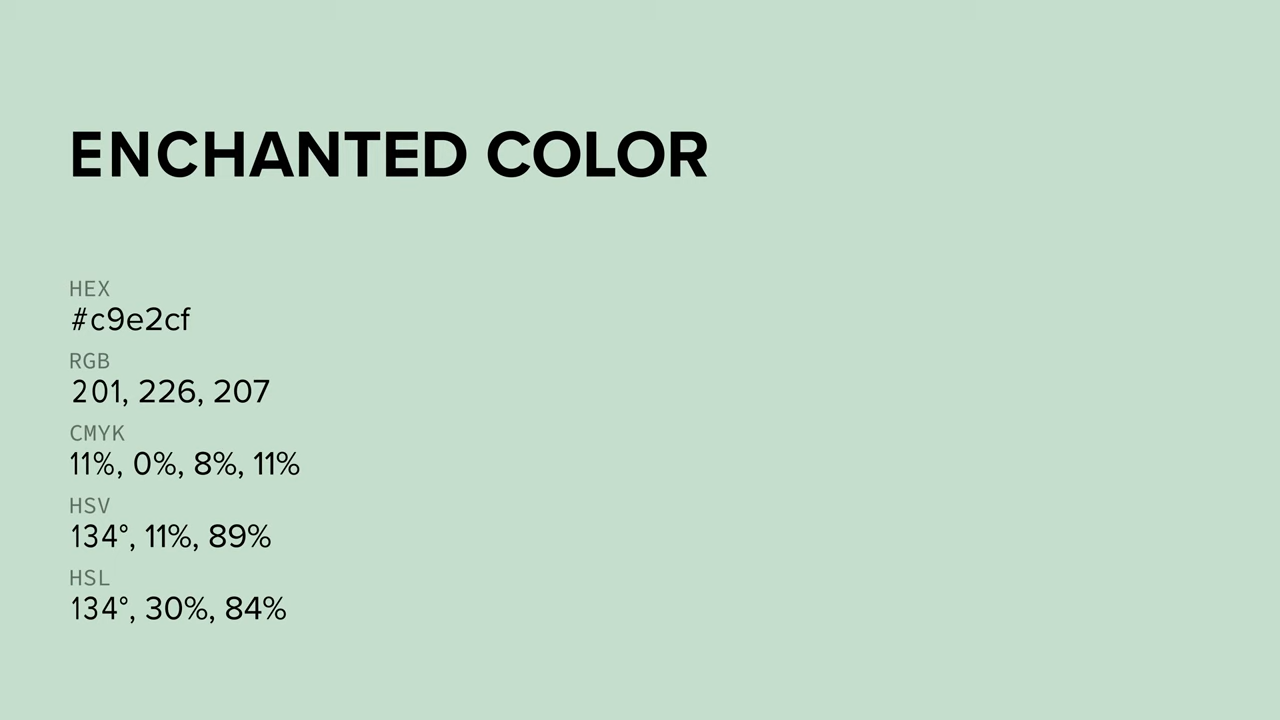 ENCHANTED COLOR
HEX
#c9e2cf
RGB
201, 226, 207
CMYK
11%, 0%, 8%, 11%
HSV
134°, 11%, 89%
HSL
134°, 30%, 84%